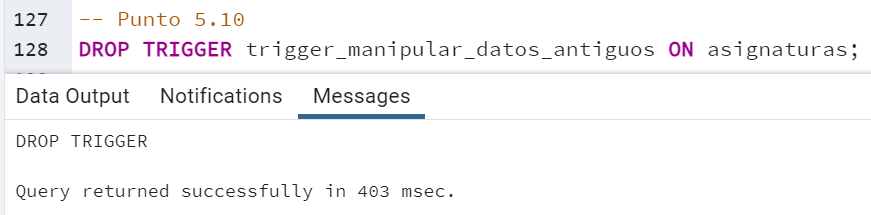 127 -- Punto 5.10
128 DROP TRIGGER trigger_manipular_datos_antiguos ON asignaturas;
Data Output Notifications Messages
DROP TRIGGER
Query returned successfully in 403 msec.